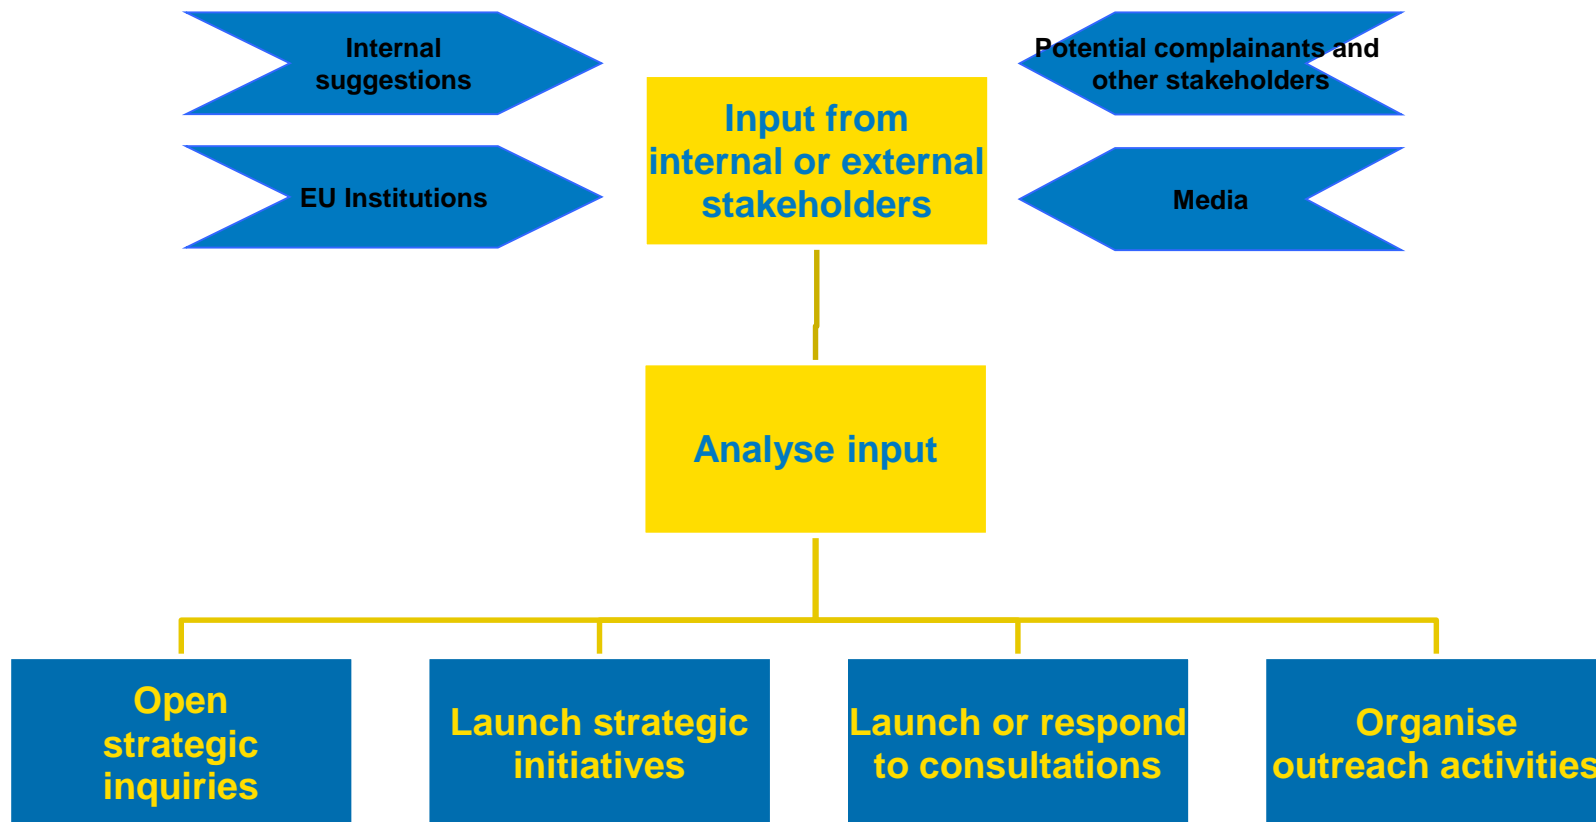 Internal
suggestions
Potential complainants and
other stakeholders
Input from
internal or external
stakeholders
EU Institutions
Media
Analyse input
Open
strategic
inquiries
Launch strategic
initiatives
Launch or respond
to consultations
Organise
outreach activities